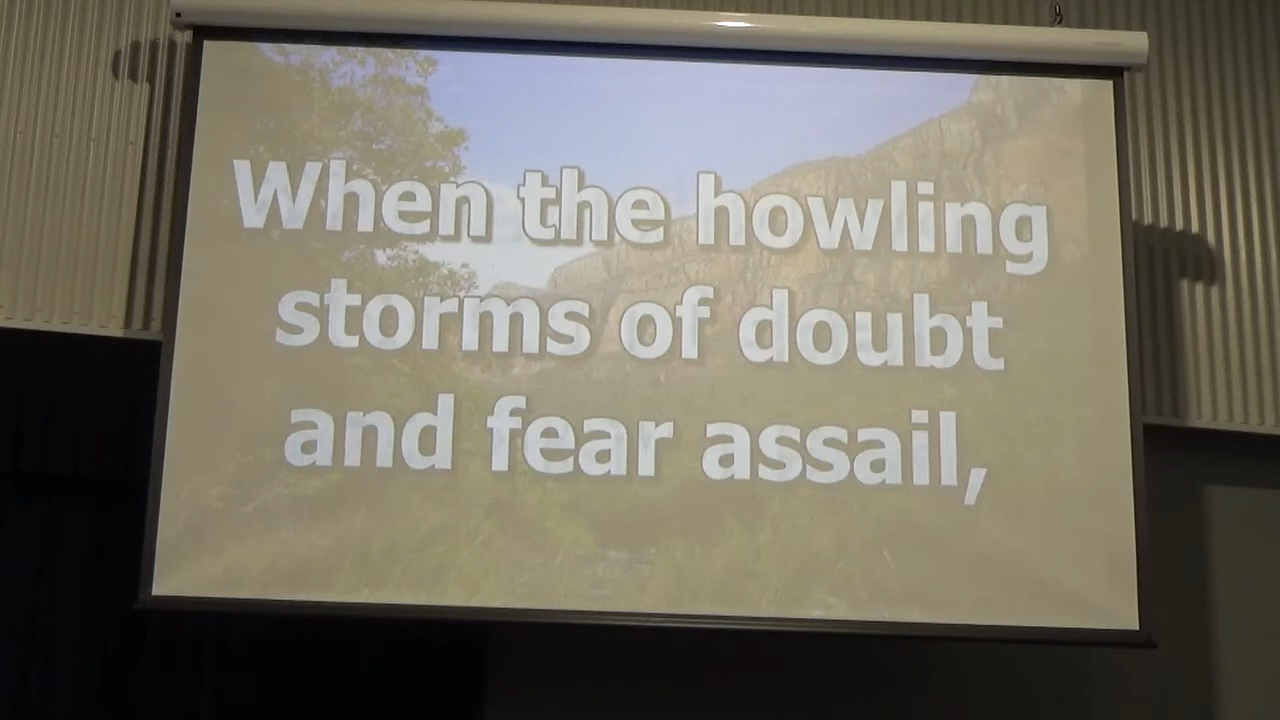 When the howling
storms of doubt
and fear assail,